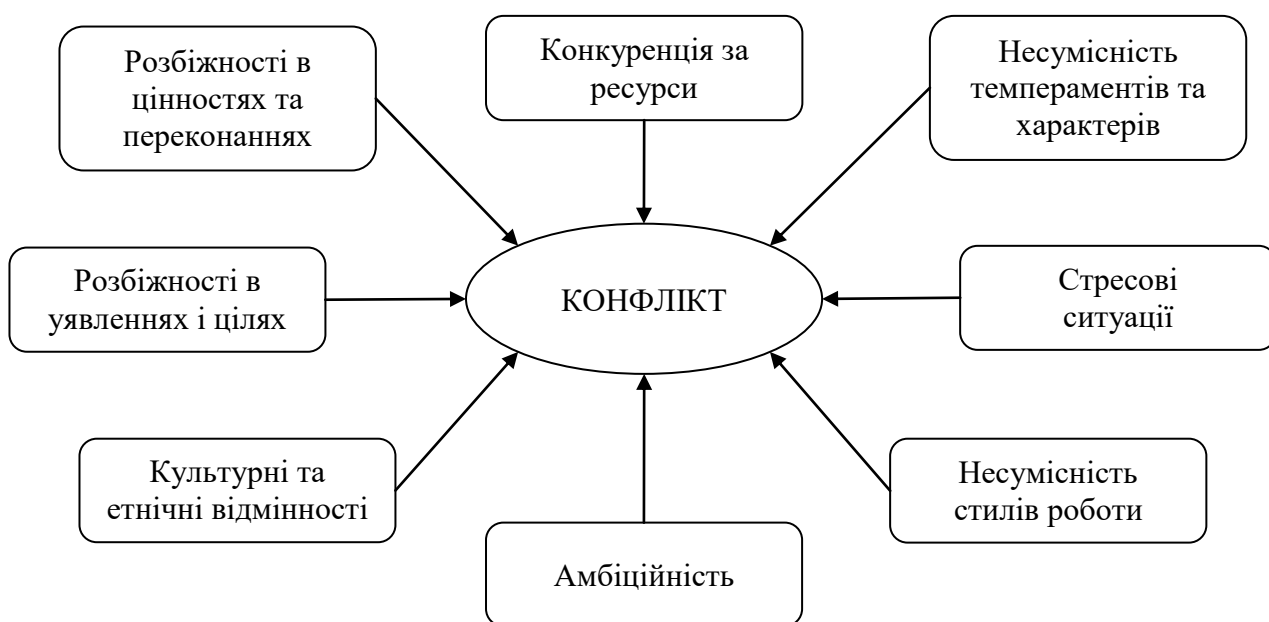 Розбіжності в
цінностях та
переконаннях
Конкуренція за
ресурси
Несумісність
темпераментів та
характерів
Розбіжності в
уявленнях і цілях
КОНФЛІКТ
Стресові
ситуації
Культурні та
етнічні відмінності
Амбіційність
Несумісність
стилів роботи